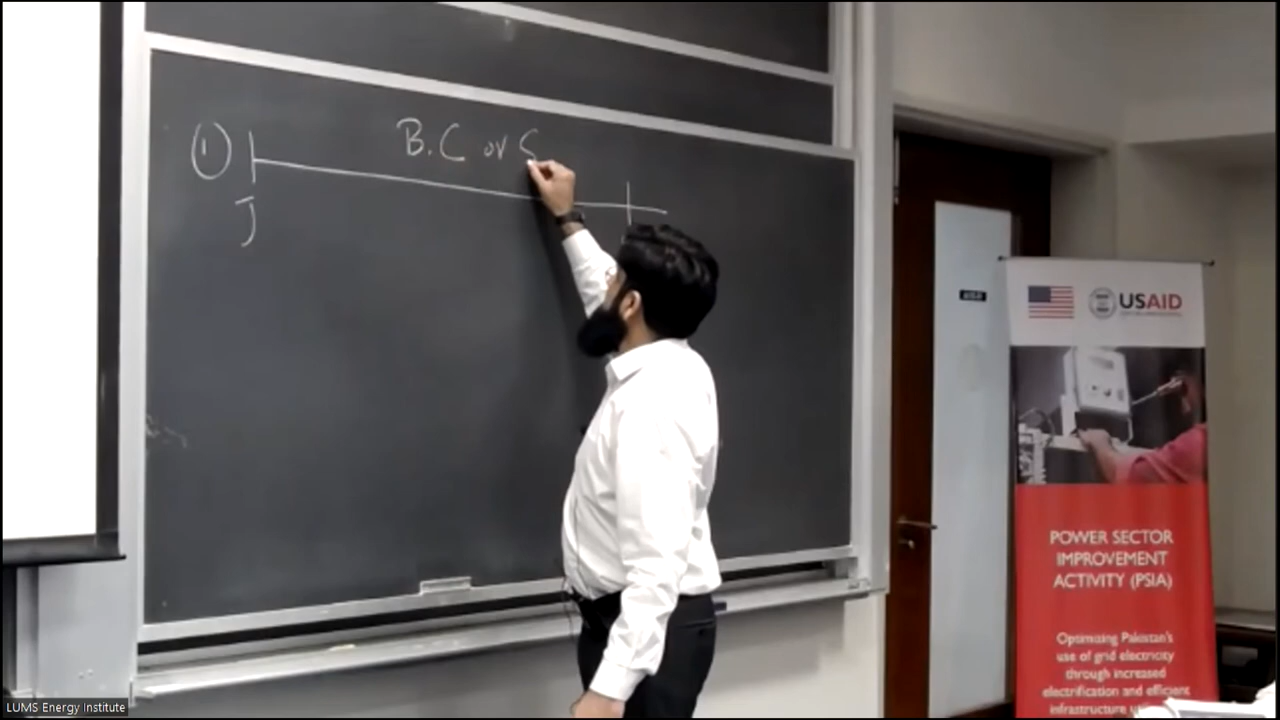 ① B.C or S
J
USAID
POWER SECTOR
IMPROVEMENT
ACTIVITY (PSIA)
Optimizing Pakistan's
use of grid electricity
through increased
electrification and efficient
infrastructure
LUMS Energy Institute